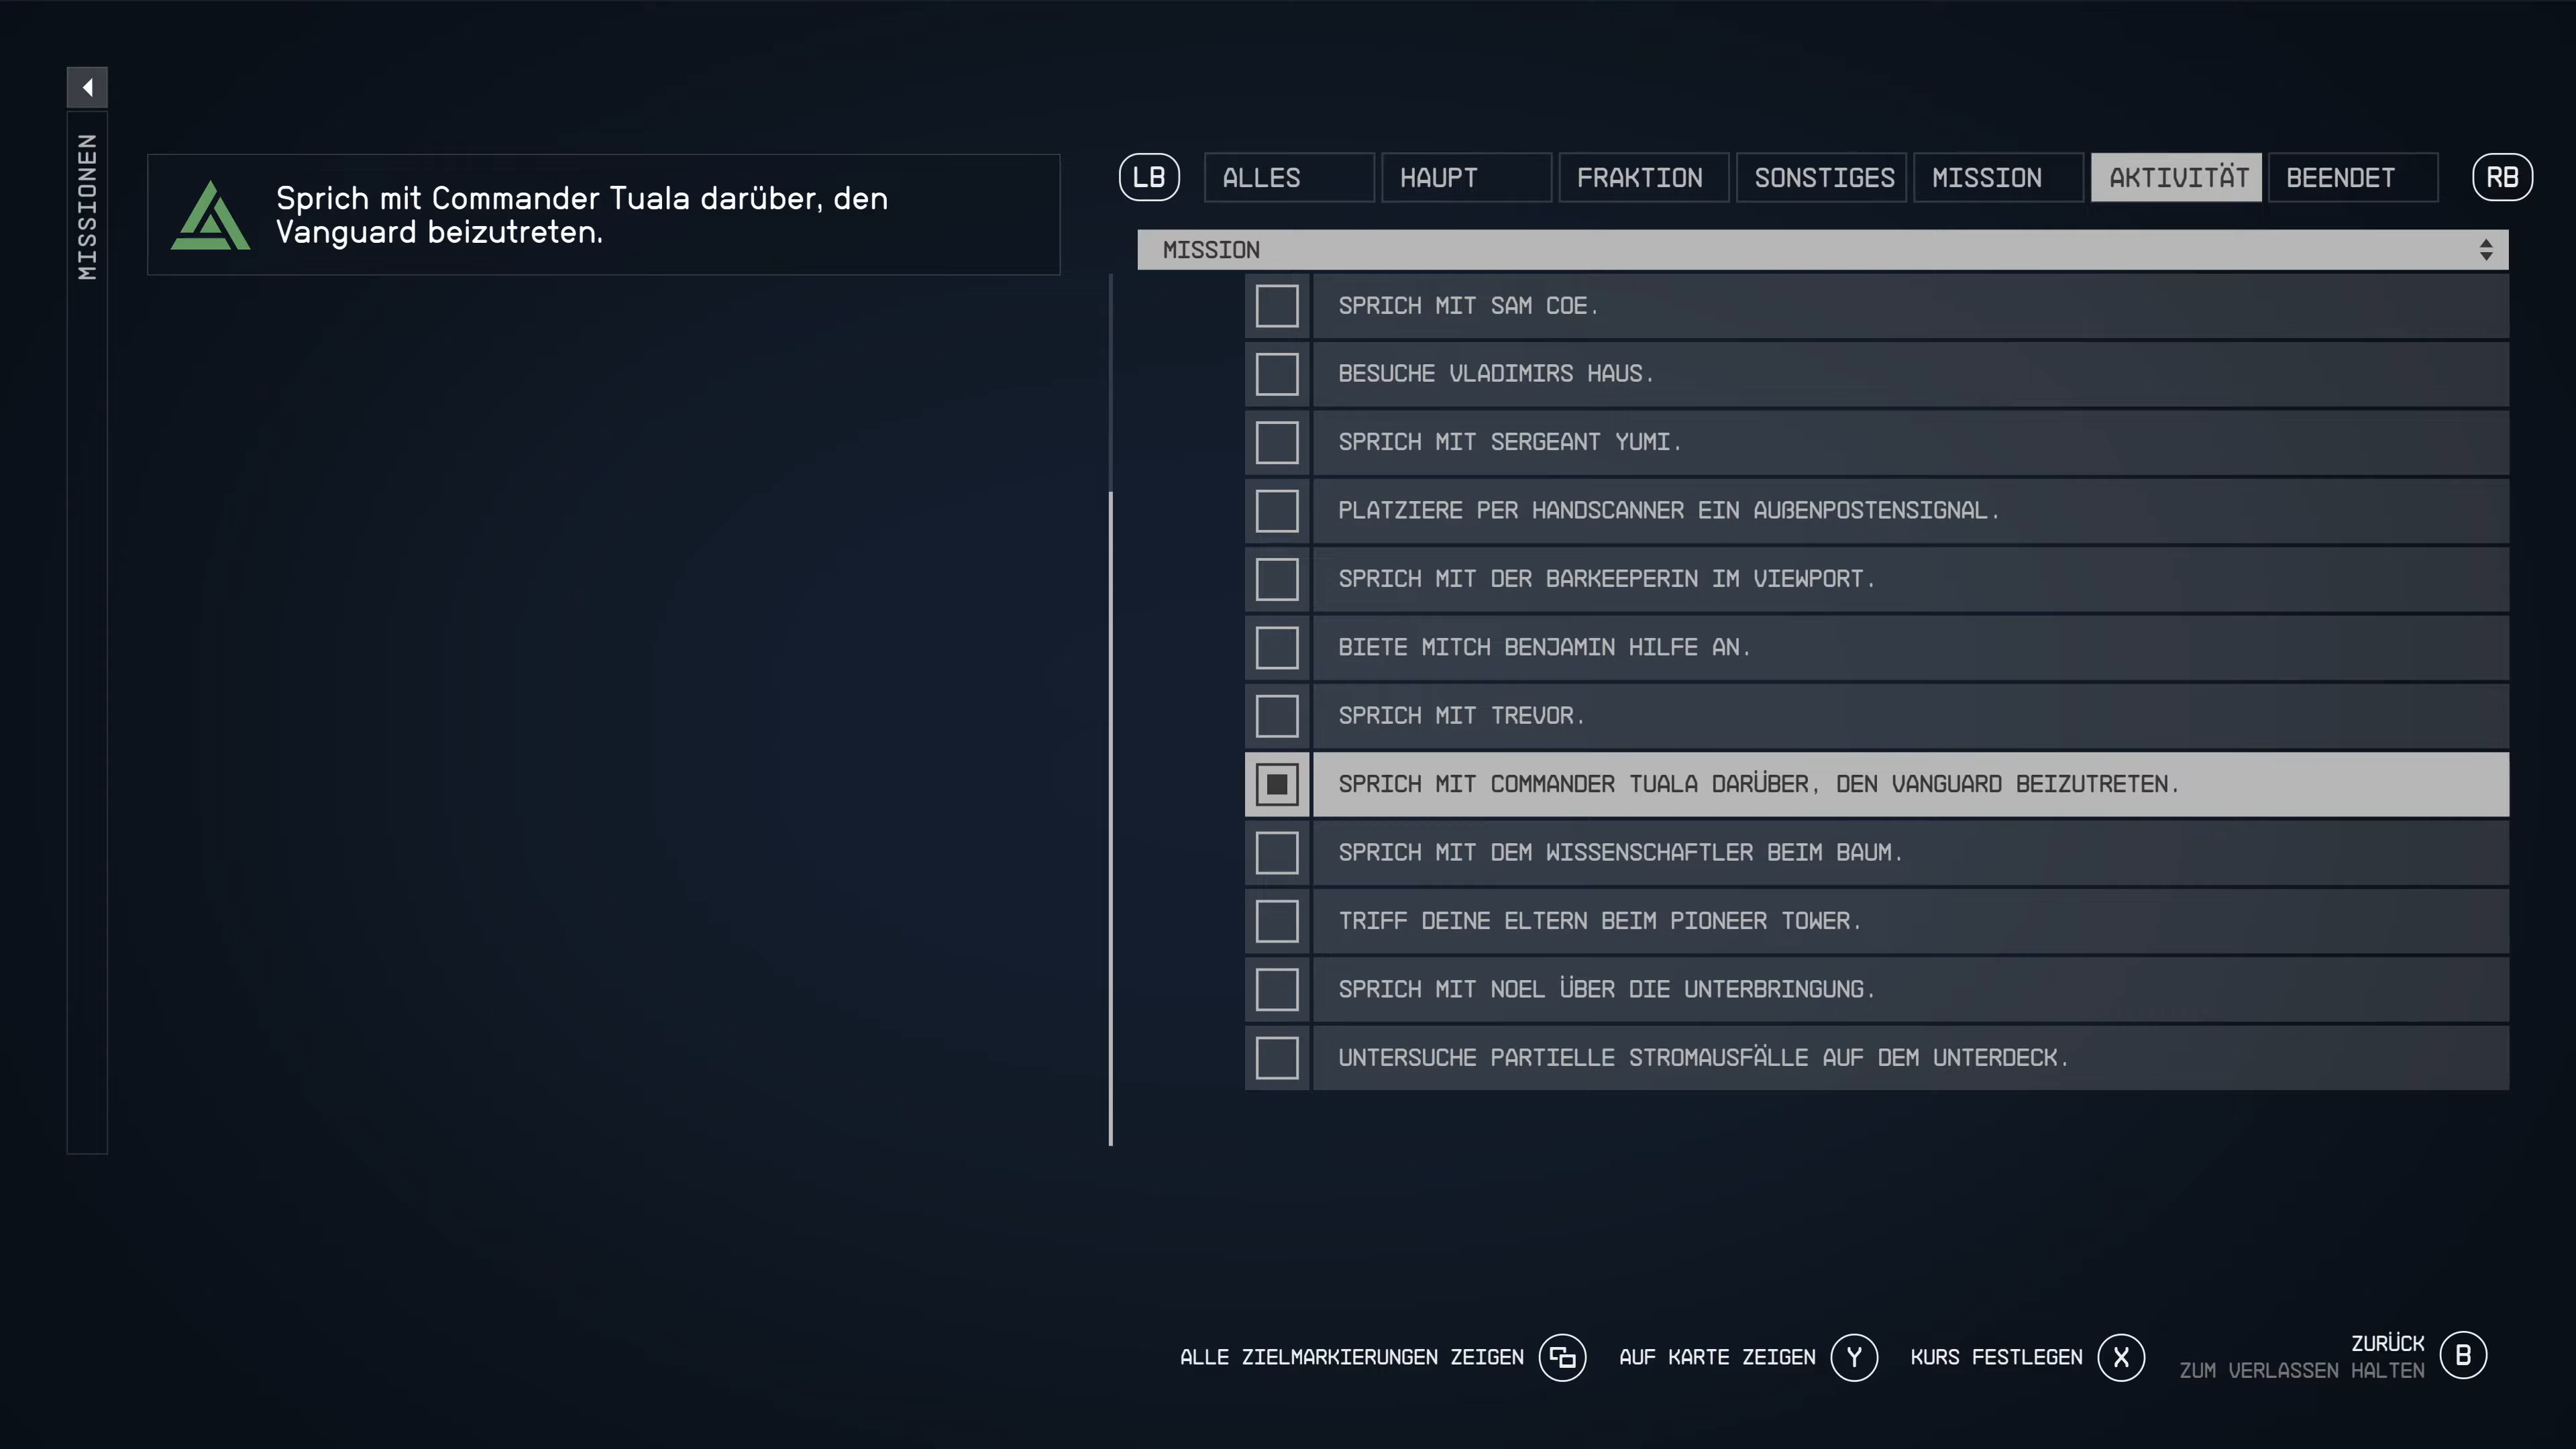 MISSIONEN
Sprich mit Commander Tuala darüber, den
Vanguard beizutreten.
LB ALLES HAUPT FRAKTION SONSTIGES MISSION AKTIVITÄT BEENDET RB
MISSION
SPRICH MIT SAM COE.
BESUCHE VLADIMIRS HAUS.
SPRICH MIT SERGEANT YUMI.
PLATZIERE PER HANDSCANNER EIN AUßENPOSTENSIGNAL.
SPRICH MIT DER BARKEEPERIN IM VIEWPORT.
BIETE MITCH BENJAMIN HILFE AN.
SPRICH MIT TREVOR.
SPRICH MIT COMMANDER TUALA DARÜBER, DEN VANGUARD BEIZUTRETEN.
SPRICH MIT DEM WISSENSCHAFTLER BEIM BAUM.
TRIFF DEINE ELTERN BEIM PIONEER TOWER.
SPRICH MIT NOEL ÜBER DIE UNTERBRINGUNG.
UNTERSUCHE PARTIELLE STROMAUSFÄLLE AUF DEM UNTERDECK.
ALLE ZIELMARKIERUNGEN ZEIGEN AUF KARTE ZEIGEN Y KURS FESTLEGEN X ZURÜCK B
ZUM VERLASSEN HALTEN